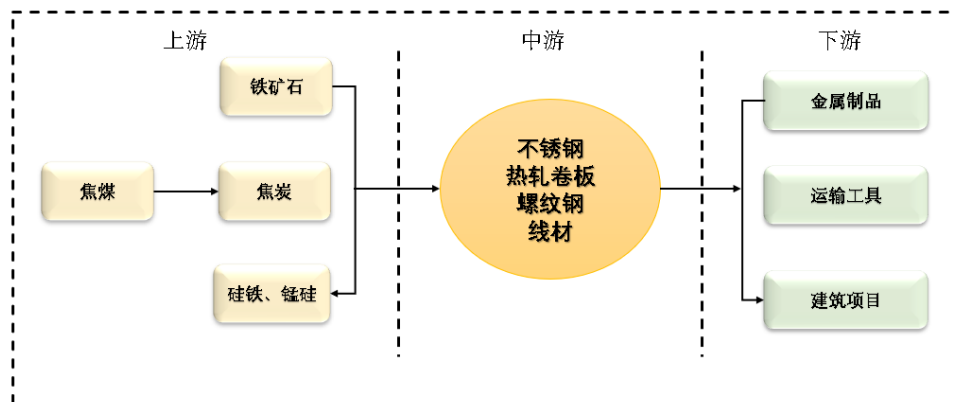 上游
中游
下游
铁矿石
焦煤
焦炭
硅铁、锰硅
不锈钢
热轧卷板
螺纹钢
线材
金属制品
运输工具
建筑项目